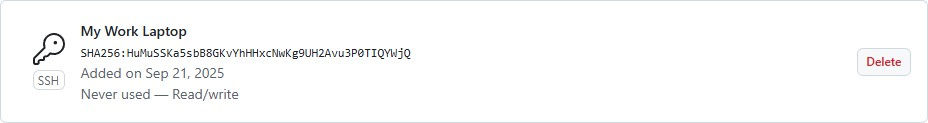 My Work Laptop
SHA256:HuMuSSKa5sbB8GKvYhHHxcNwKg9UH2Avu3P0TIQYWjQ
SSH
Added on Sep 21, 2025
Never used — Read/write
Delete